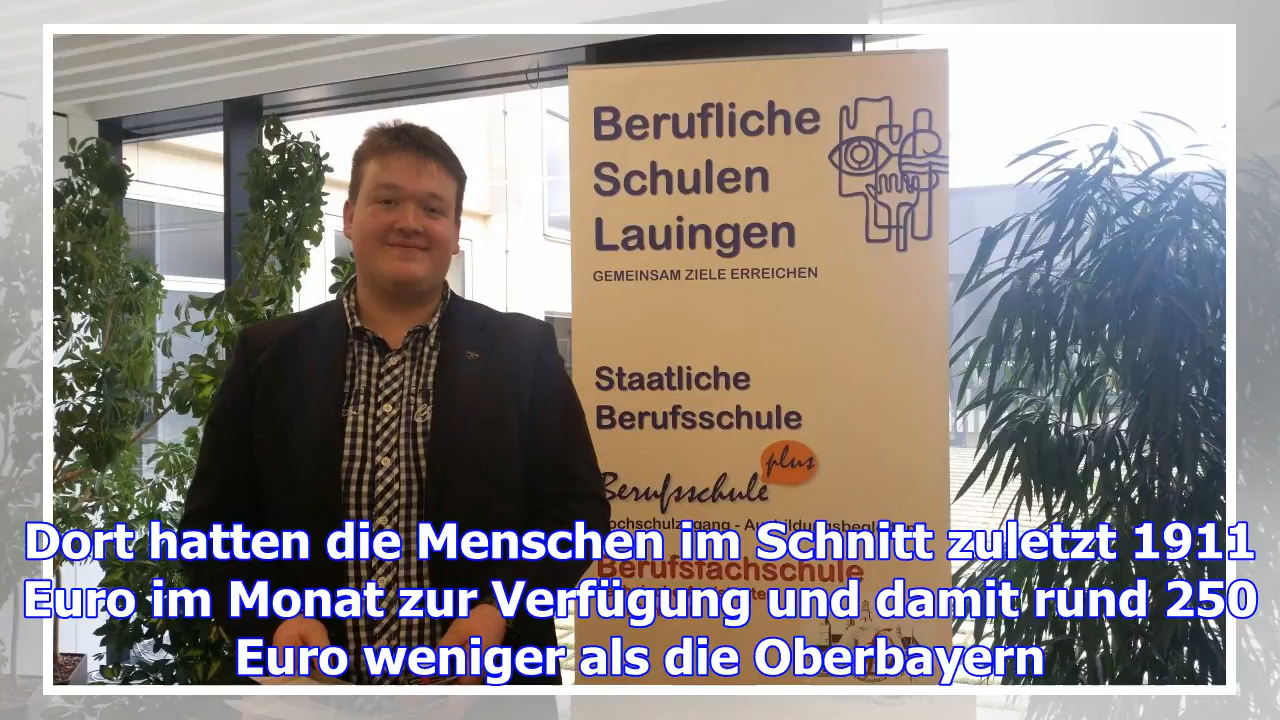 Berufliche
Schulen
Lauingen
GEMEINSAM ZIELE ERREICHEN
Staatliche
Berufsschule
Berufsschule plus
Berufsfachschule
Dort hatten die Menschen im Schnitt zuletzt 1911
Euro im Monat zur Verfügung und damit rund 250
Euro weniger als die Oberbayern